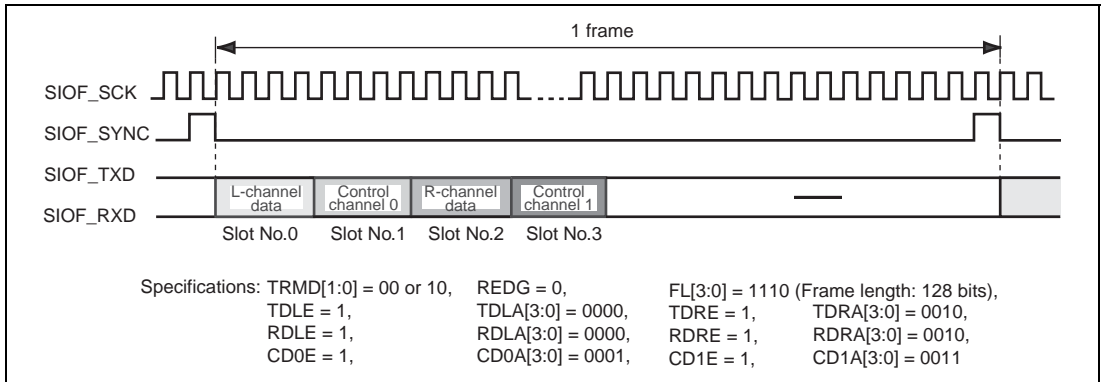 1 frame
SIOF_SCK
SIOF_SYNC
SIOF_TXD
SIOF_RXD
L-channel data
Control channel 0
R-channel data
Control channel 1
Slot No.0 Slot No.1 Slot No.2 Slot No.3
Specifications: TRMD[1:0] = 00 or 10, REDG = 0, FL[3:0] = 1110 (Frame length: 128 bits),
TDLE = 1, TDLA[3:0] = 0000, TDRE = 1, TDRA[3:0] = 0010,
RDLE = 1, RDLA[3:0] = 0000, RDRE = 1, RDRA[3:0] = 0010,
CD0E = 1, CD0A[3:0] = 0001, CD1E = 1, CD1A[3:0] = 0011